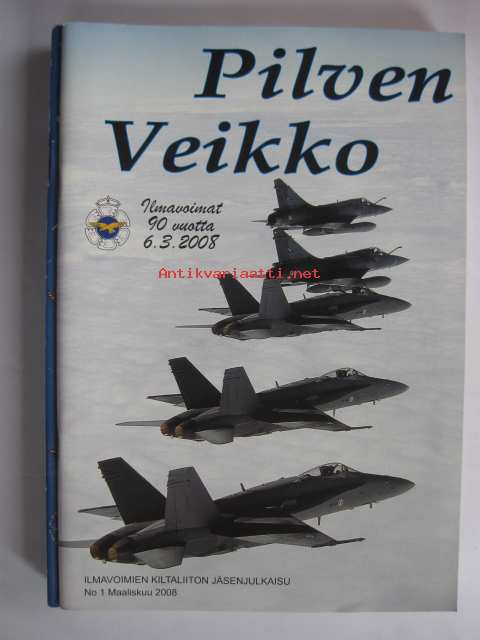 Pilven
Veikko
Ilmavoimat
90 vuotta
6.3.2008
Antikvariaatti.net
ILMAVOIMIEN KILTALIITON JÄSENJULKAISU
No 1 Maaliskuu 2008